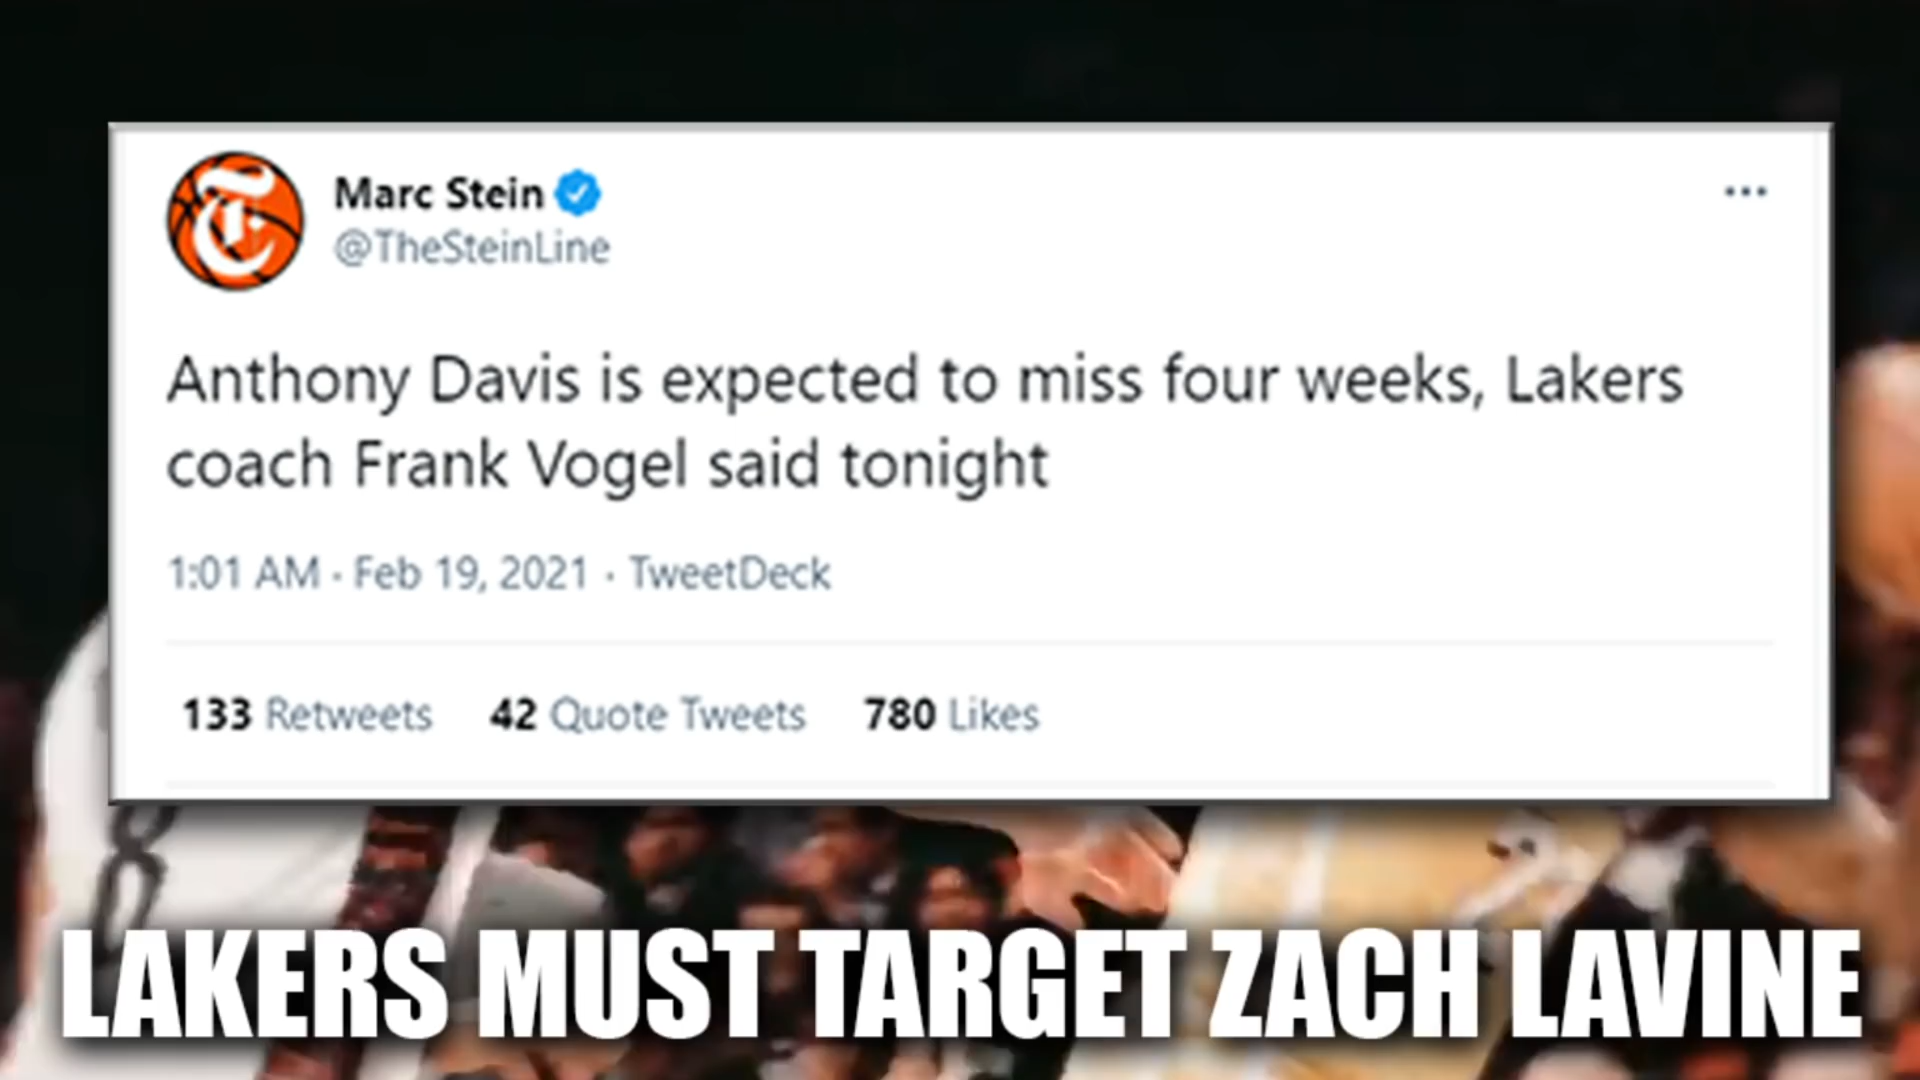 Marc Stein
@TheSteinLine
Anthony Davis is expected to miss four weeks, Lakers
coach Frank Vogel said tonight
1:01 AM · Feb 19, 2021 · TweetDeck
133 Retweets 42 Quote Tweets 780 Likes
LAKERS MUST TARGET ZACH LAVINE